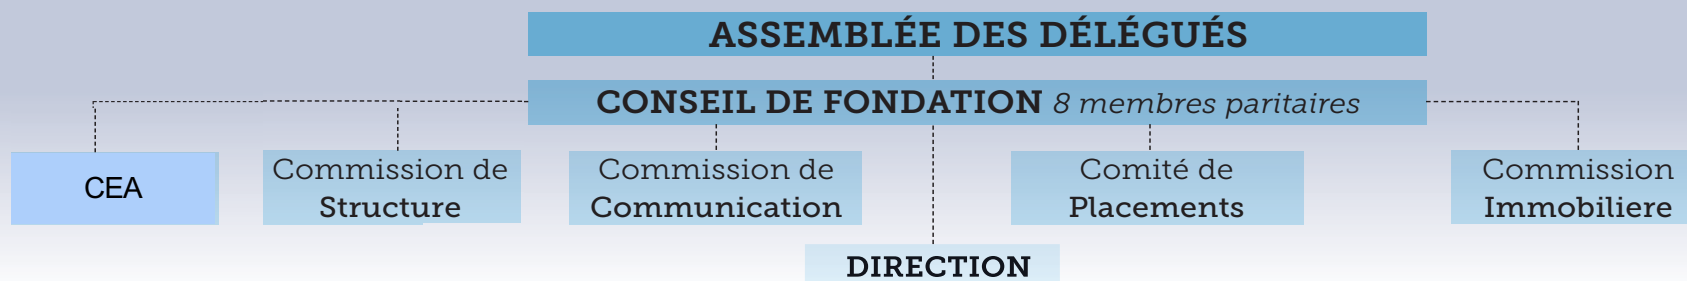 ASSEMBLÉE DES DÉLÉGUÉS
CONSEIL DE FONDATION 8 membres paritaires
CEA
Commission de
Structure
Commission de
Communication
Comité de
Placements
Commission
Immobiliere
DIRECTION